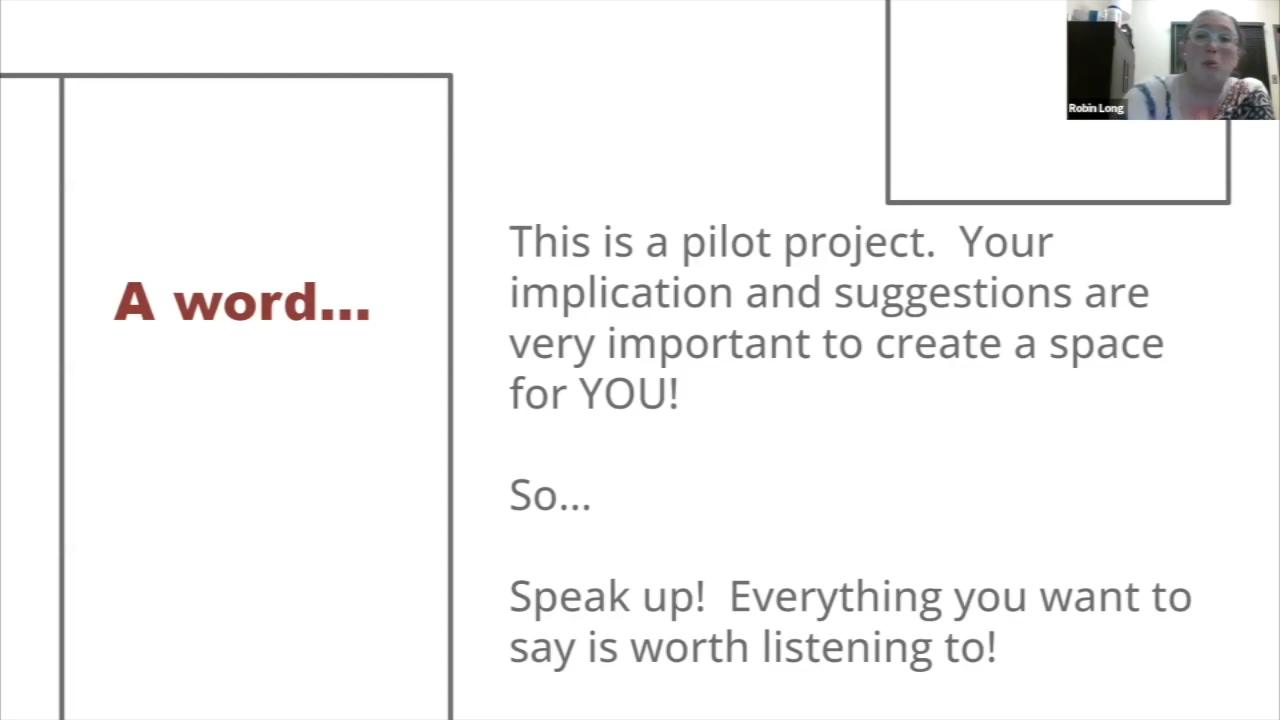 Robin Long
A word...
This is a pilot project.  Your
implication and suggestions are
very important to create a space
for YOU!
So...
Speak up!  Everything you want to
say is worth listening to!